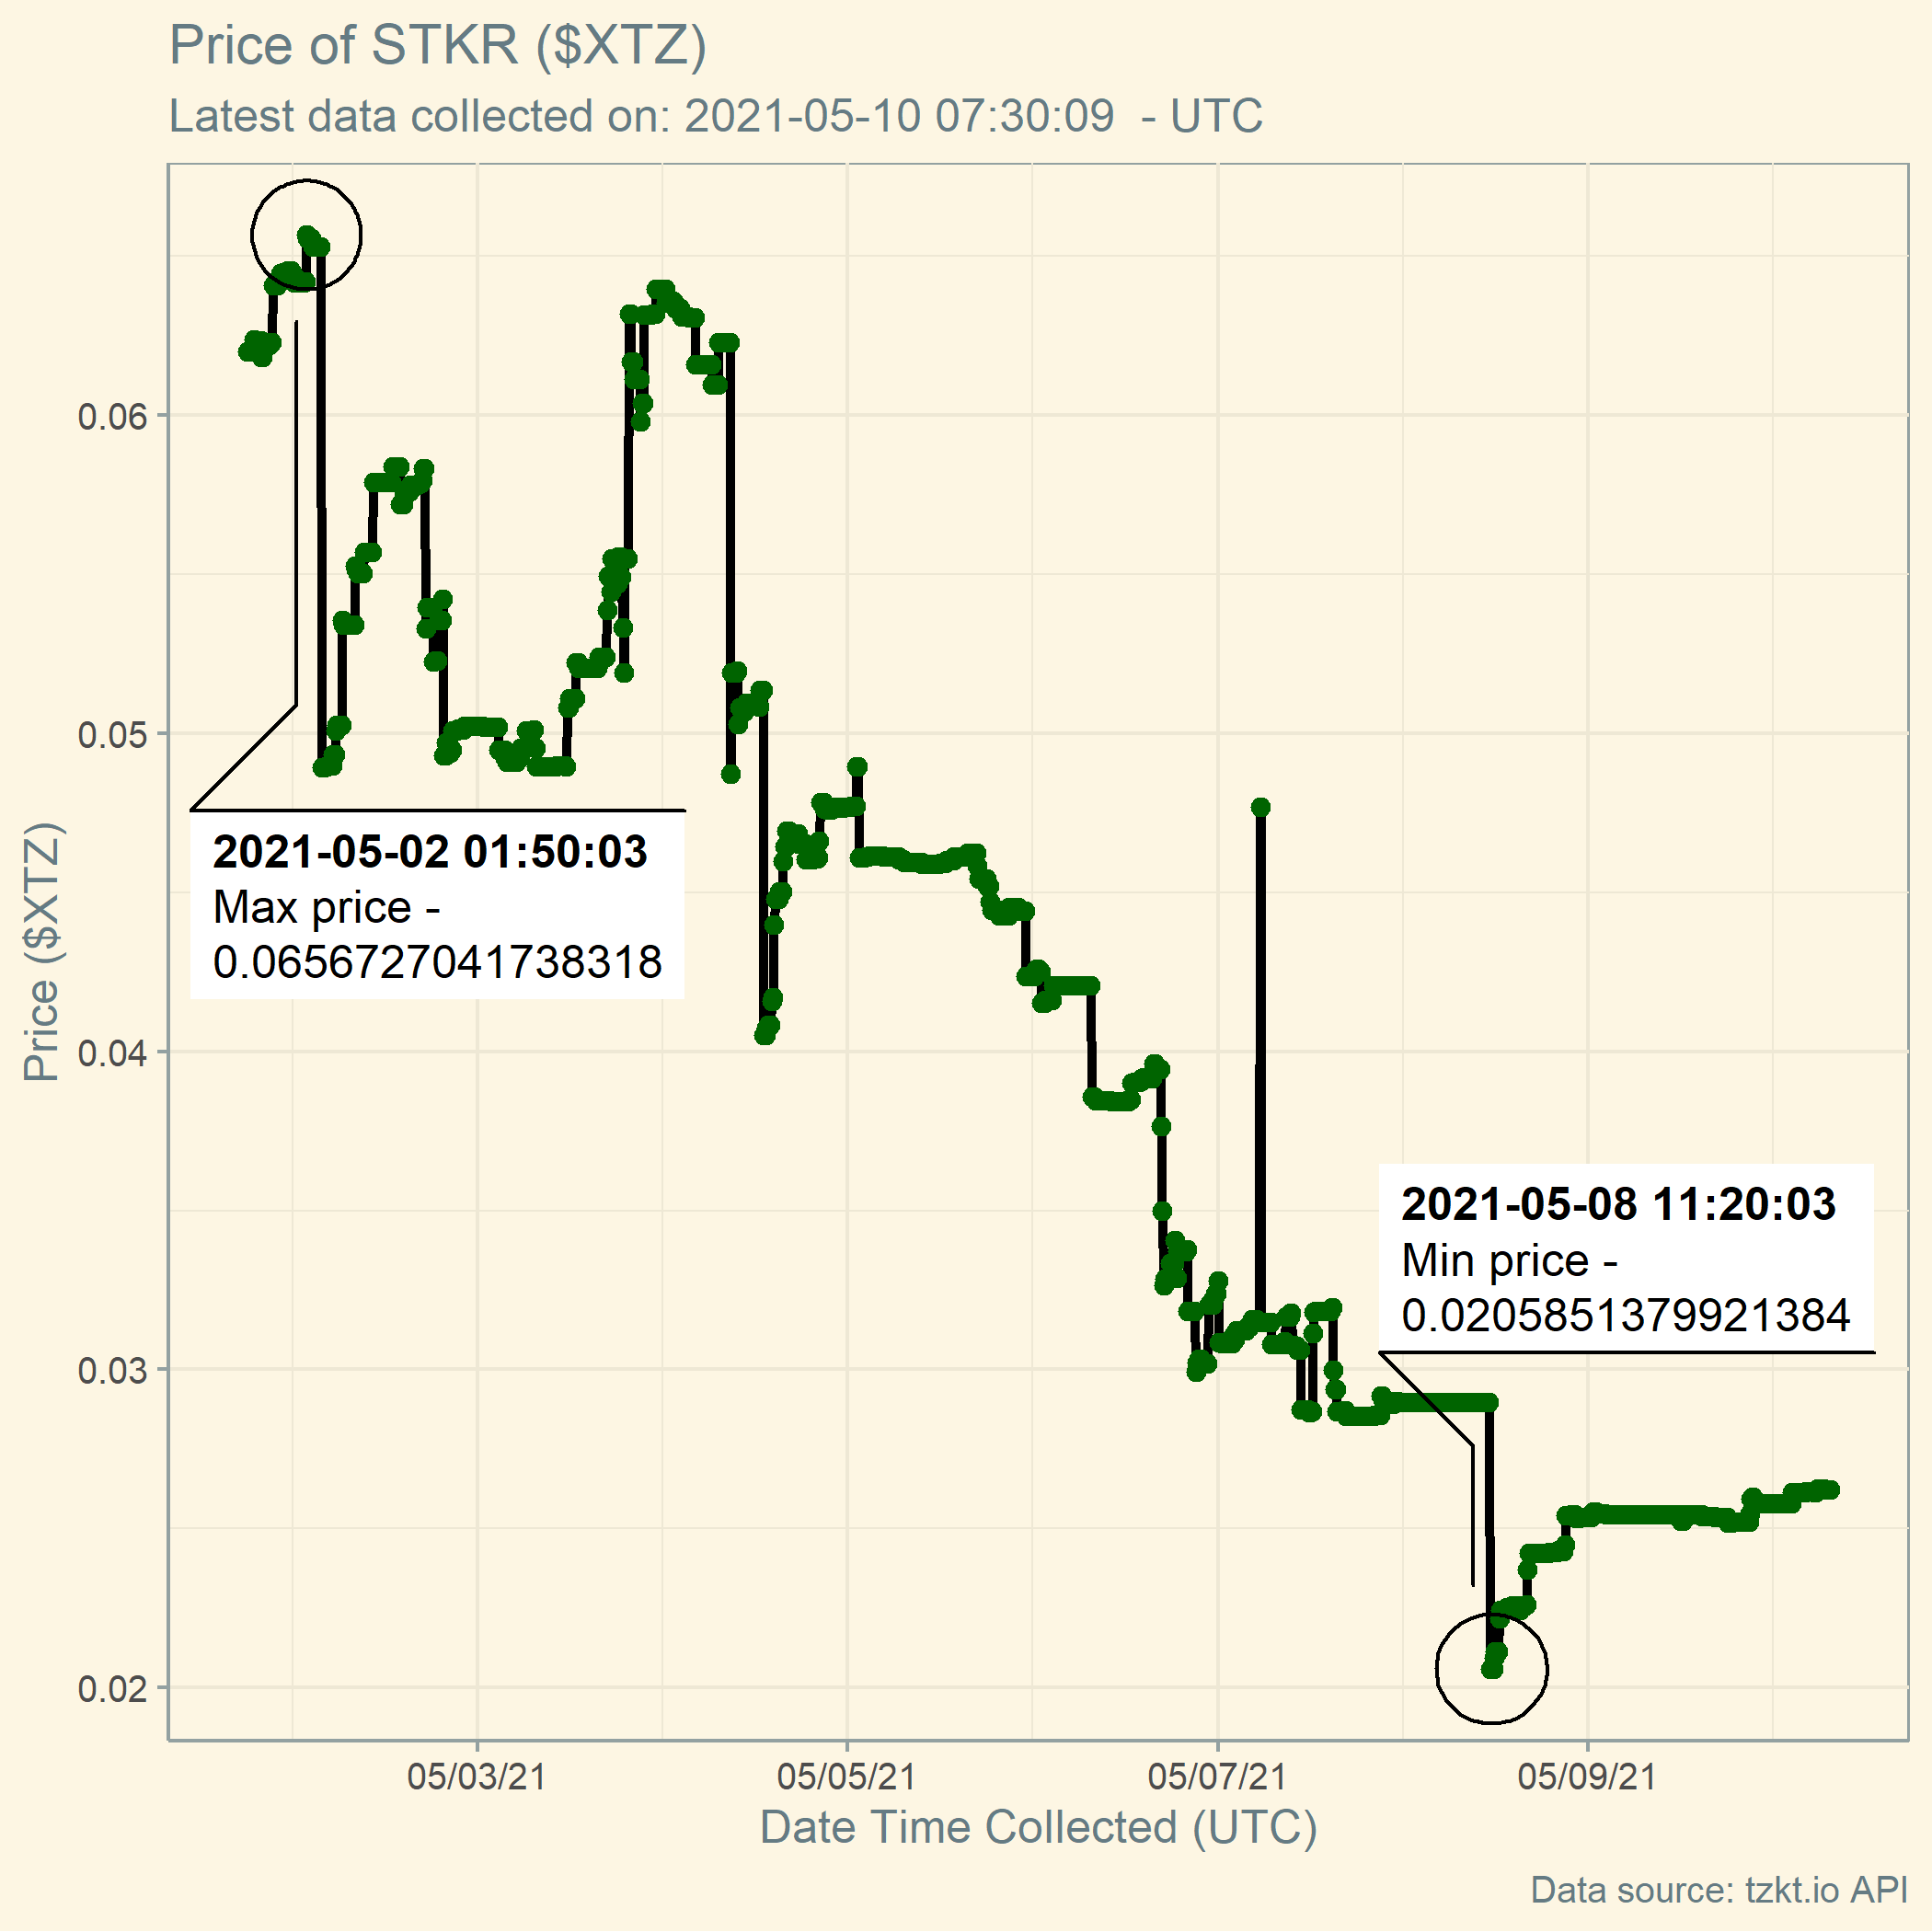 Price of STKR ($XTZ)
Latest data collected on: 2021-05-10 07:30:09  - UTC
Price ($XTZ)
0.06
0.05
0.04
0.03
0.02
2021-05-02 01:50:03
Max price -
0.0656727041738318
2021-05-08 11:20:03
Min price -
0.0205851379921384
05/03/21
05/05/21
05/07/21
05/09/21
Date Time Collected (UTC)
Data source: tzkt.io API